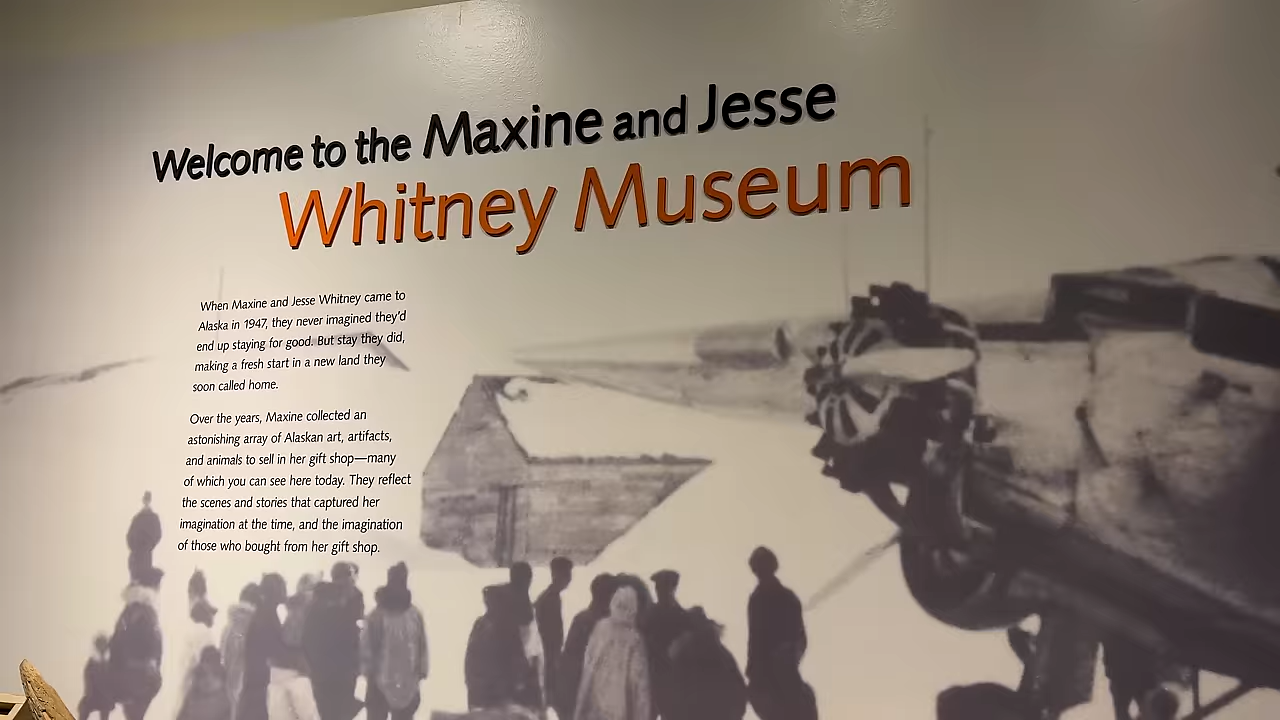 Welcome to the Maxine and Jesse
Whitney Museum
When Maxine and Jesse Whitney came to
Alaska in 1947, they never imagined they'd
end up staying for good. But stay they did,
making a fresh start in a new land they
soon called home.
Over the years, Maxine collected an
astonishing array of Alaskan art, artifacts,
and animals to sell in her gift shop—many
of which you can see here today. They reflect
the scenes and stories that captured her
imagination at the time, and the imagination
of those who bought from her gift shop.